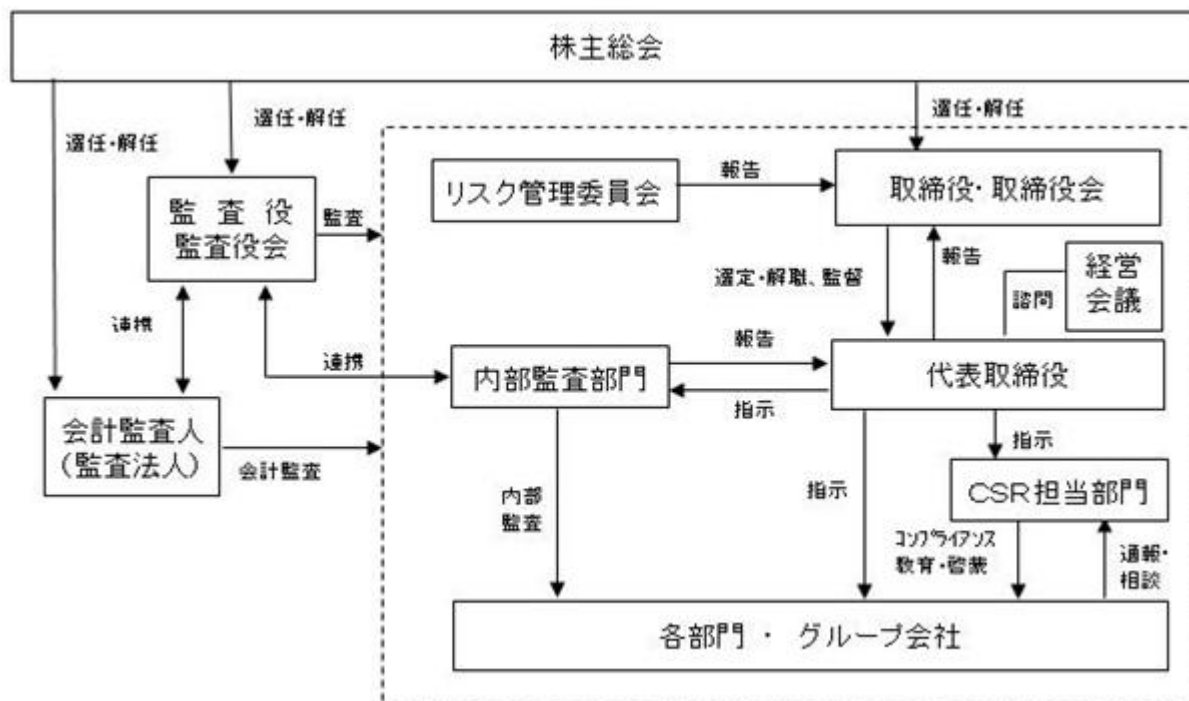 株主総会
選任・解任
選任・解任
選任・解任
リスク管理委員会
報告
取締役・取締役会
監査役
監査役会
監査
選定・解職、監督
報告
経営
会議
諮問
連携
連携
内部監査部門
報告
指示
代表取締役
会計監査人
(監査法人)
会計監査
指示
内部
監査
指示
CSR担当部門
コンプライアンス
教育・啓蒙
通報・
相談
各部門 ・ グループ会社